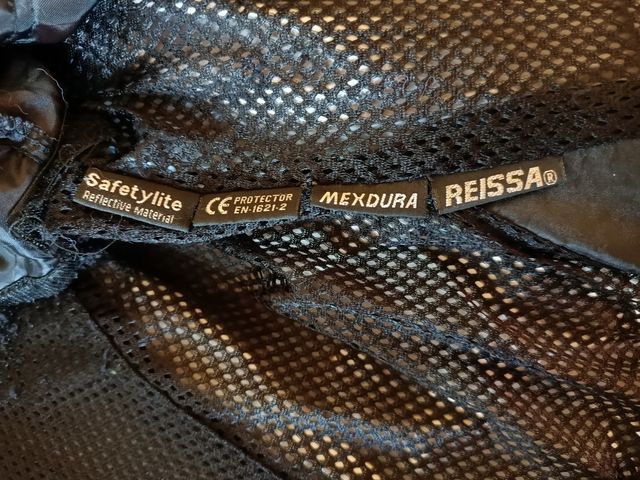 Safetylite
Reflective Material
CE PROTECTOR
EN-1621-2
MEXDURA
REISSA®